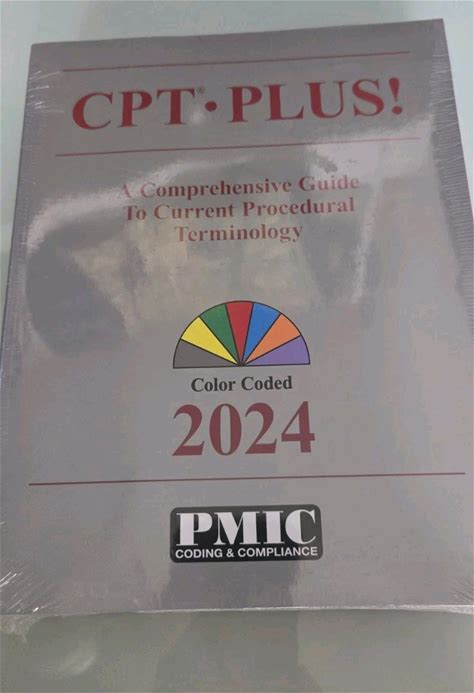 CPT® • PLUS!
A Comprehensive Guide
To Current Procedural
Terminology
Color Coded
2024
PMIC
CODING & COMPLIANCE